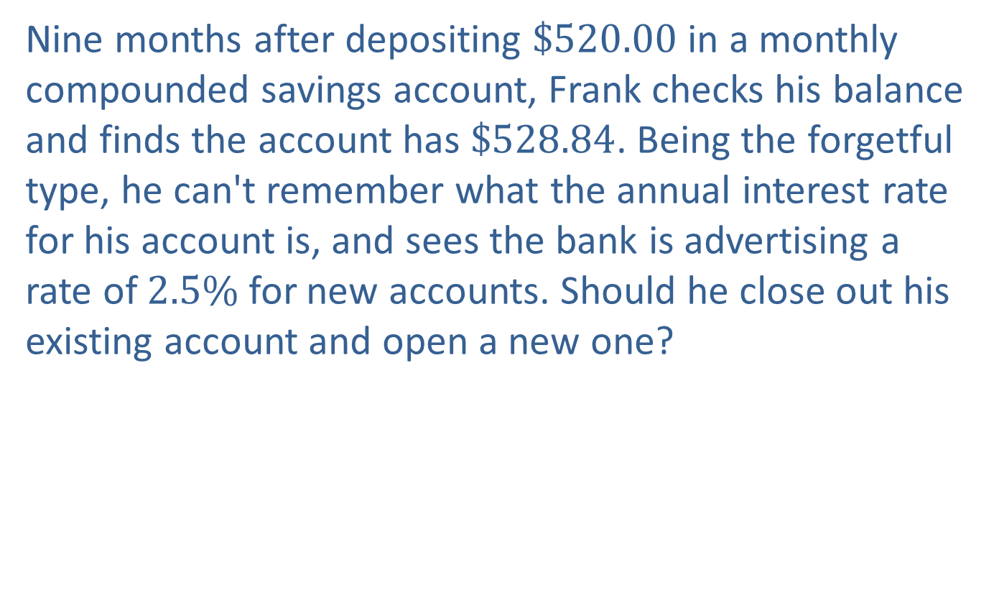 Nine months after depositing $520.00 in a monthly
compounded savings account, Frank checks his balance
and finds the account has $528.84. Being the forgetful
type, he can't remember what the annual interest rate
for his account is, and sees the bank is advertising a
rate of 2.5% for new accounts. Should he close out his
existing account and open a new one?